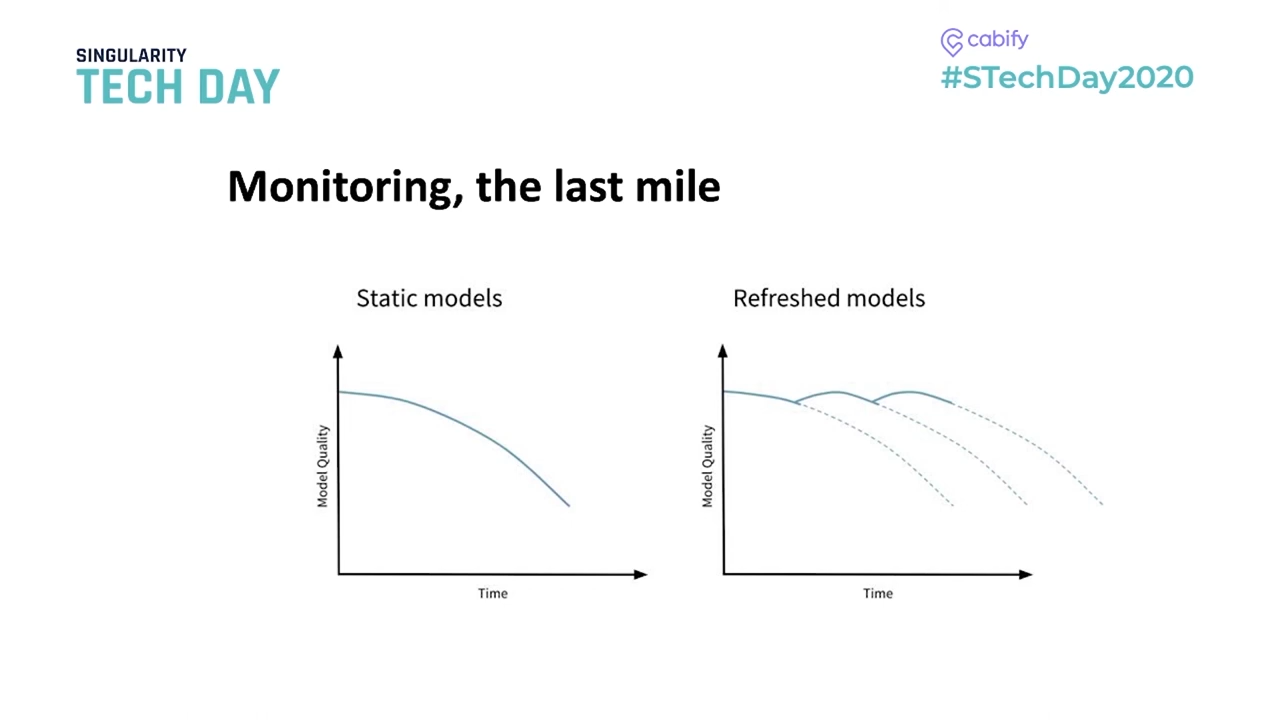 SINGULARITY
TECH DAY
cabify
#STechDay2020
Monitoring, the last mile
Static models
Model Quality
Time
Refreshed models
Model Quality
Time